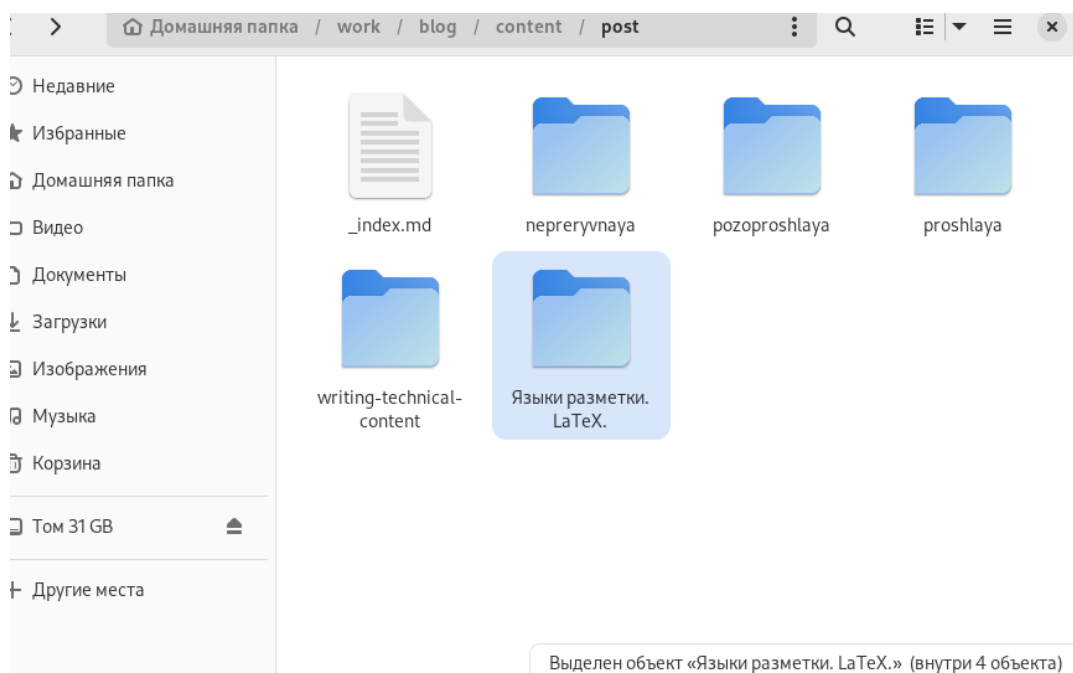 Домашняя папка / work / blog / content / post
Недавние
Избранные
Домашняя папка
Видео
Документы
Загрузки
Изображения
Музыка
Корзина
Том 31 GB
Другие места
_index.md
nepreryvnaya
pozoproshlaya
proshlaya
writing-technical-
content
Языки разметки.
LaTeX.
Выделен объект «Языки разметки. LaTeX.» (внутри 4 объекта)